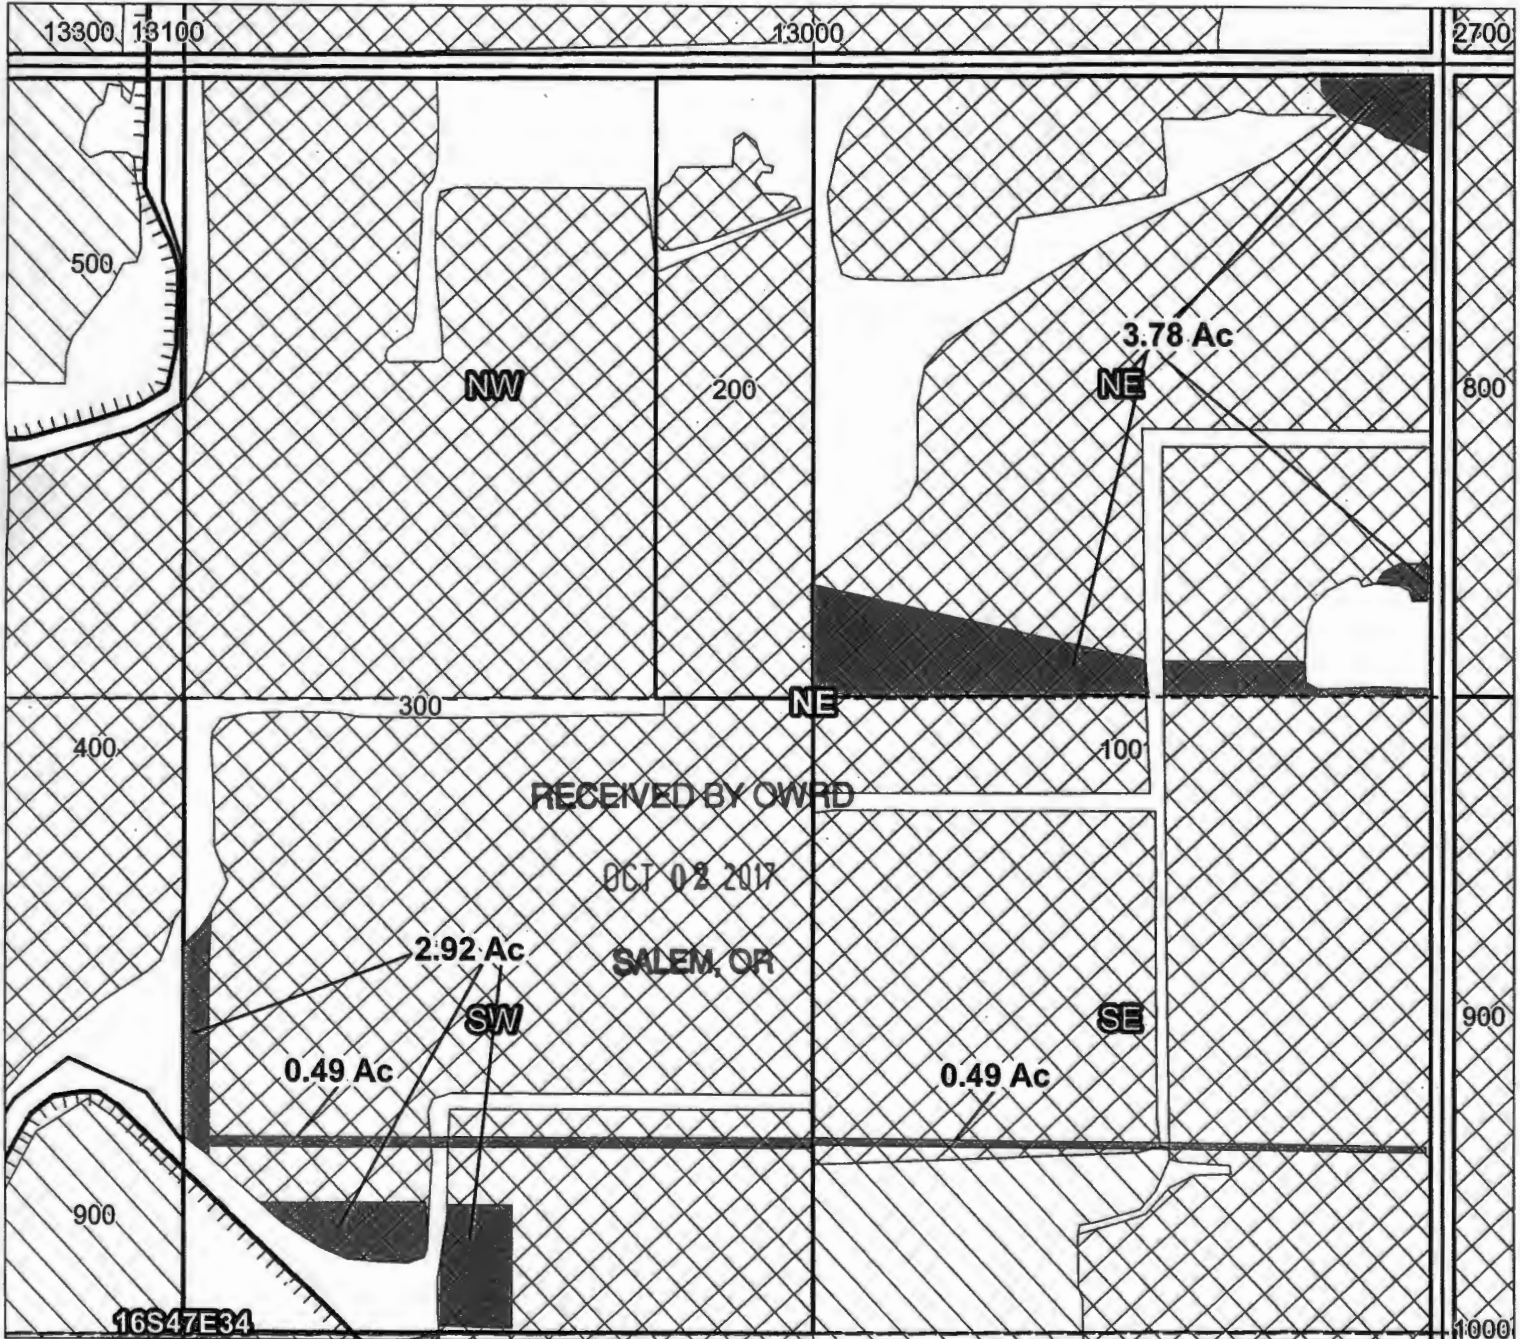 13300 13100 13000 2700
500
3.78 Ac
NW 200 NE 800
300 NE
400 100
RECEIVED BY OWRD
OCT 02 2017
2.92 Ac SALEM, OR
SW SE 900
0.49 Ac 0.49 Ac
900
16S47E34 1000